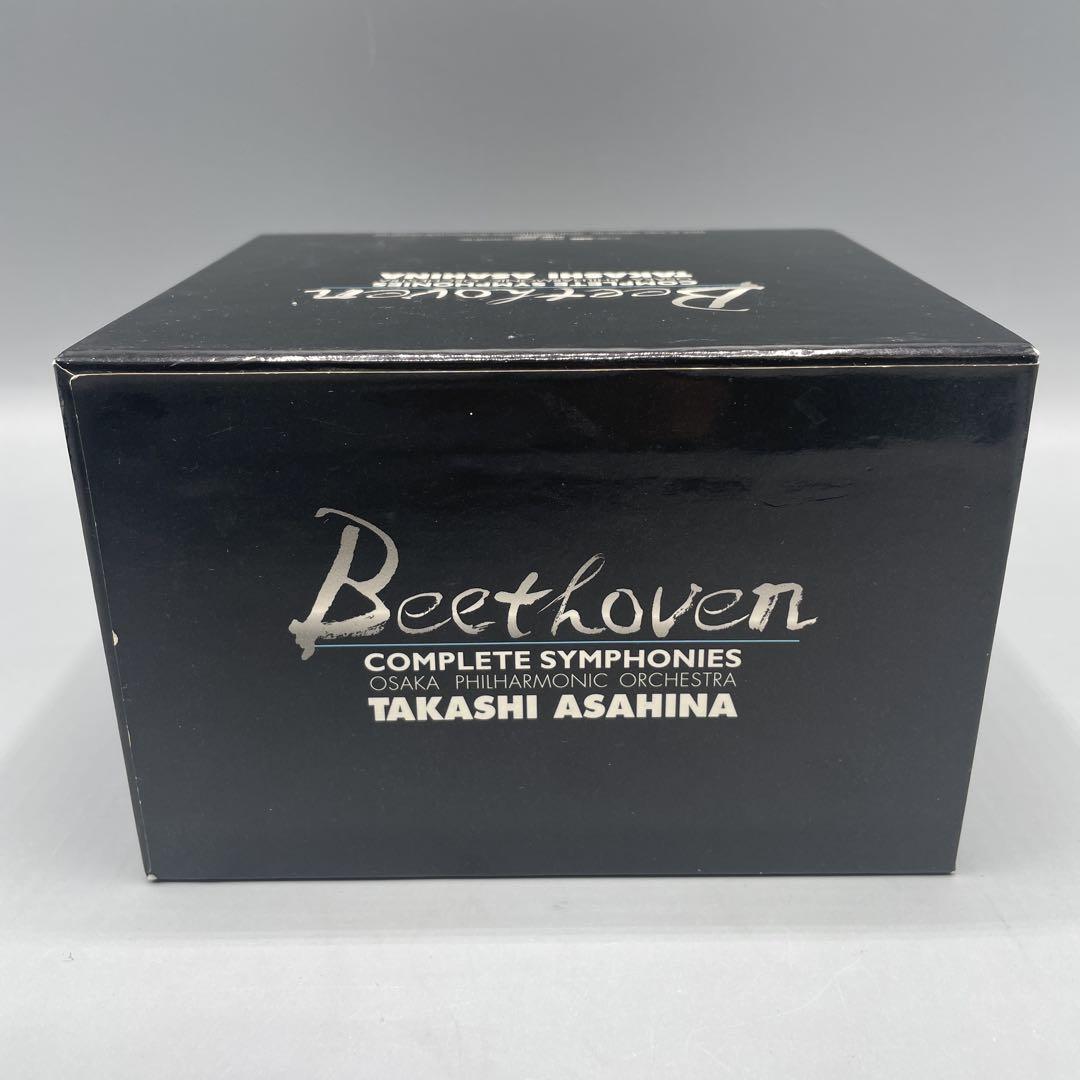 Beethoven
COMPLETE SYMPHONIES
TAKASHI ASAHINA
Beethoven
COMPLETE SYMPHONIES
OSAKA PHILHARMONIC ORCHESTRA
TAKASHI ASAHINA